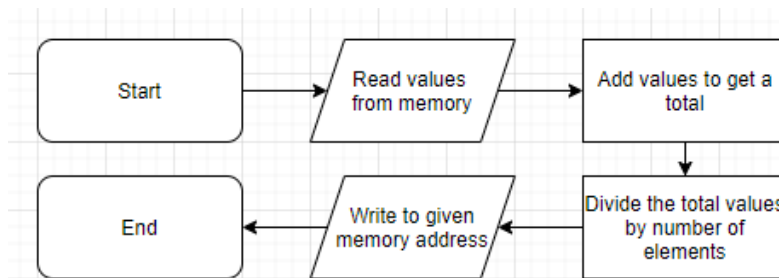 Start
Read values
from memory
Add values to get a
total
Divide the total values
by number of
elements
Write to given
memory address
End